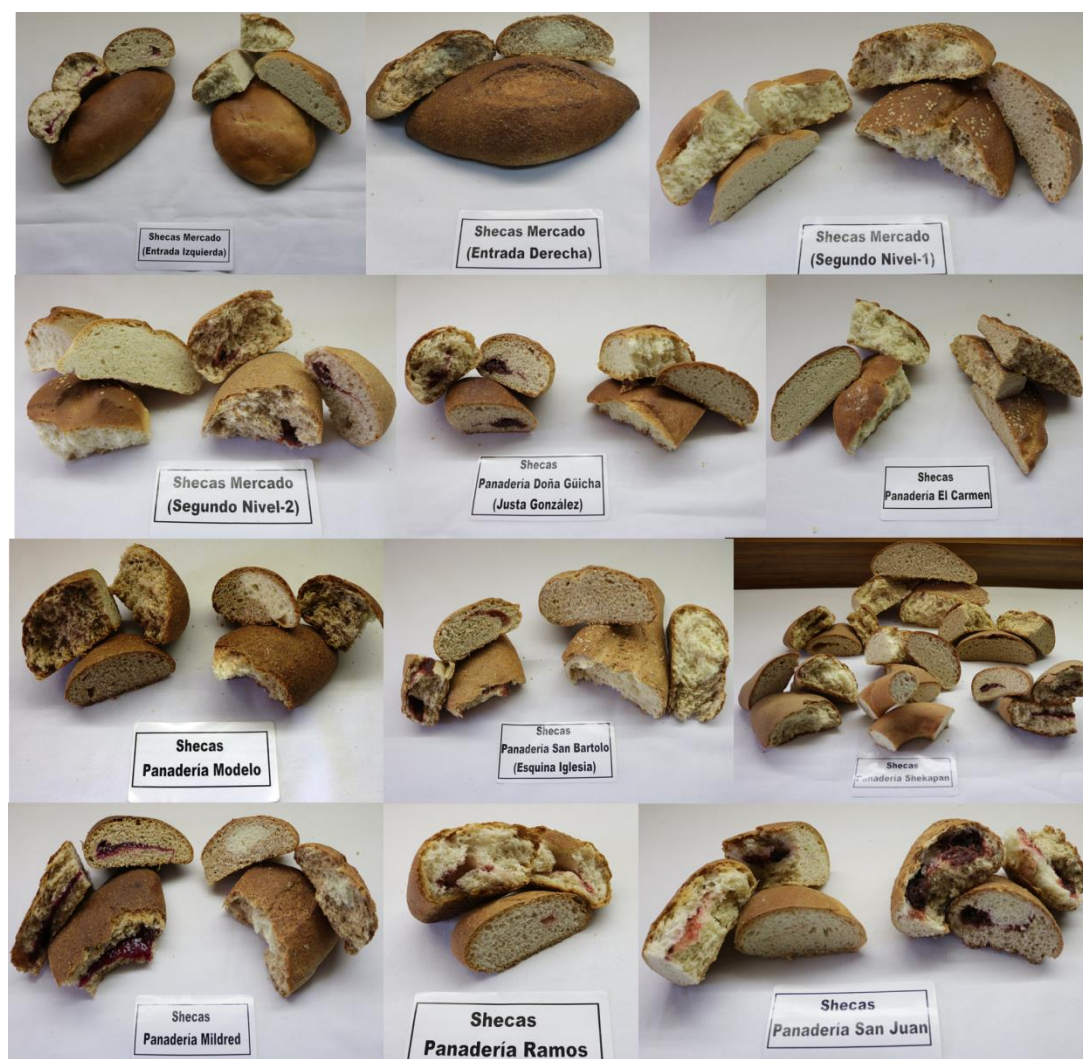 Shecas Mercado
(Entrada Izquierda)
Shecas Mercado
(Entrada Derecha)
Shecas Mercado
(Segundo Nivel-1)
Shecas Mercado
(Segundo Nivel-2)
Shecas
Panadería Doña Güicha
(Justa González)
Shecas
Panadería El Carmen
Shecas
Panadería Modelo
Shecas
Panadería San Bartolo
(Esquina Iglesia)
Shecas
Panadería Shekapan
Shecas
Panadería Mildred
Shecas
Panadería Ramos
Shecas
Panadería San Juan